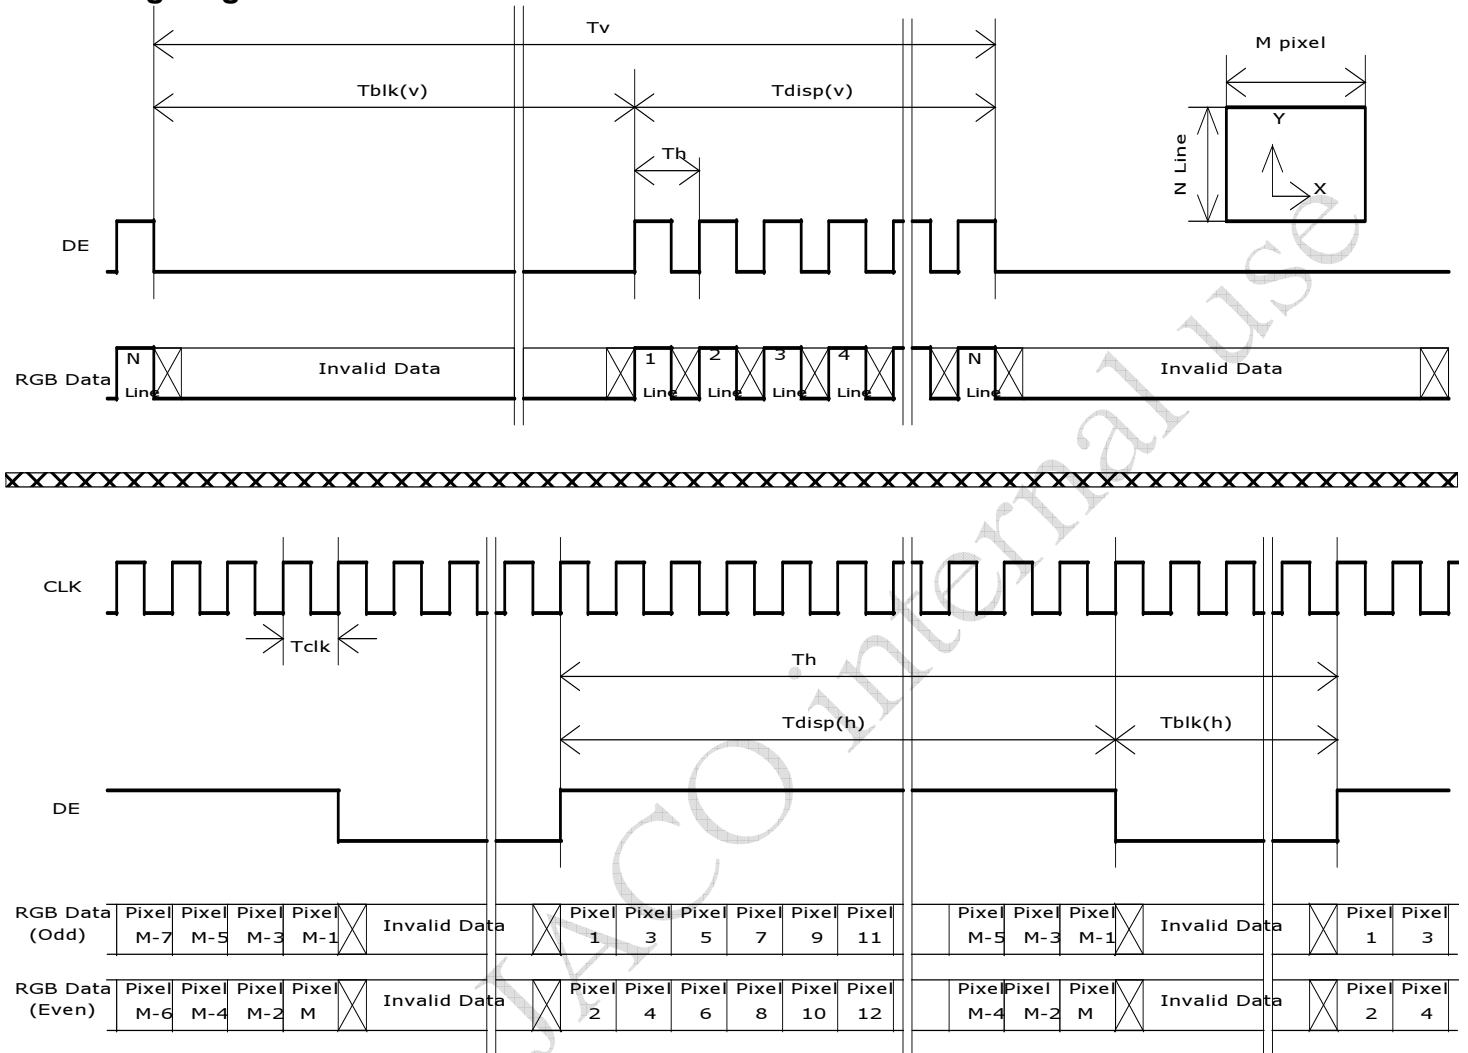 Tv
M pixel
Tblk(v)
Tdisp(v)
Y
N Line
Th
X
DE
RGB Data
N
Line
Invalid Data
1
Line
2
Line
3
Line
4
Line
N
Line
Invalid Data
CLK
Tclk
Th
Tdisp(h)
Tblk(h)
DE
RGB Data
(Odd)
Pixel Pixel Pixel Pixel
M-7 M-5 M-3 M-1
Invalid Data
Pixel Pixel Pixel Pixel Pixel Pixel
1 3 5 7 9 11
Pixel Pixel Pixel
M-5 M-3 M-1
Invalid Data
Pixel Pixel
1 3
RGB Data
(Even)
Pixel Pixel Pixel Pixel
M-6 M-4 M-2 M
Invalid Data
Pixel Pixel Pixel Pixel Pixel Pixel
2 4 6 8 10 12
Pixel Pixel Pixel
M-4 M-2 M
Invalid Data
Pixel Pixel
2 4
JACO internal use